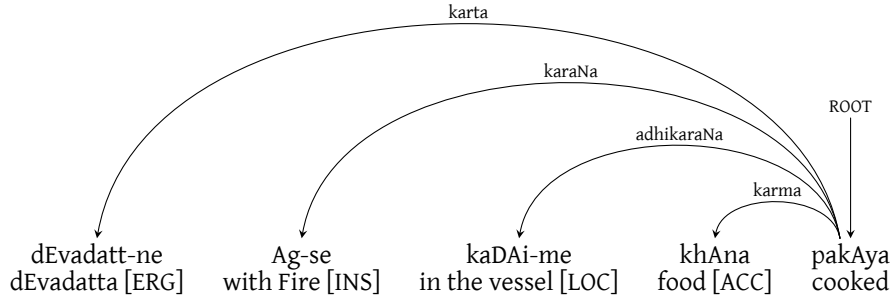 karta
karaNa
ROOT
adhikaraNa
karma
dEvadatt-ne Ag-se kaDAi-me khAna pakAya
dEvadatta [ERG] with Fire [INS] in the vessel [LOC] food [ACC] cooked